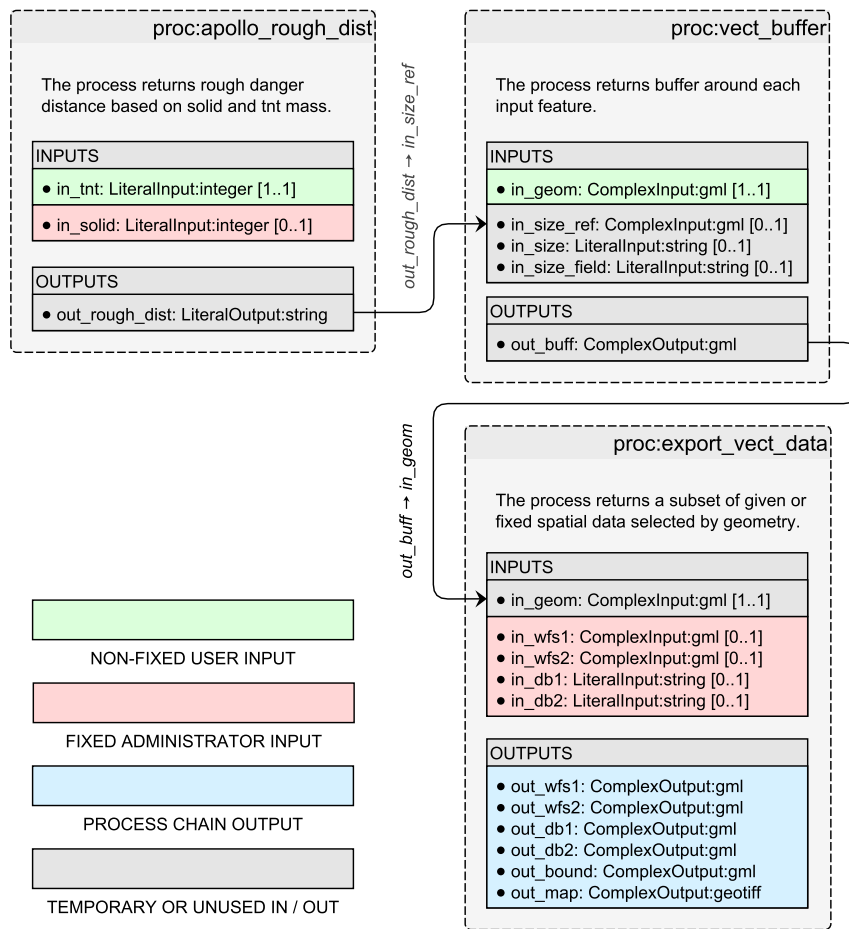 proc:apollo_rough_dist
The process returns rough danger
distance based on solid and tnt mass.
INPUTS
● in_tnt: LiteralInput:integer [1..1]
● in_solid: LiteralInput:integer [0..1]
OUTPUTS
● out_rough_dist: LiteralOutput:string
out_rough_dist → in_size_ref
proc:vect_buffer
The process returns buffer around each
input feature.
INPUTS
● in_geom: ComplexInput:gml [1..1]
● in_size_ref: ComplexInput:gml [0..1]
● in_size: LiteralInput:string [0..1]
● in_size_field: LiteralInput:string [0..1]
OUTPUTS
● out_buff: ComplexOutput:gml
out_buff → in_geom
proc:export_vect_data
The process returns a subset of given or
fixed spatial data selected by geometry.
INPUTS
● in_geom: ComplexInput:gml [1..1]
● in_wfs1: ComplexInput:gml [0..1]
● in_wfs2: ComplexInput:gml [0..1]
● in_db1: LiteralInput:string [0..1]
● in_db2: LiteralInput:string [0..1]
OUTPUTS
● out_wfs1: ComplexOutput:gml
● out_wfs2: ComplexOutput:gml
● out_db1: ComplexOutput:gml
● out_db2: ComplexOutput:gml
● out_bound: ComplexOutput:gml
● out_map: ComplexOutput:geotiff
NON-FIXED USER INPUT
FIXED ADMINISTRATOR INPUT
PROCESS CHAIN OUTPUT
TEMPORARY OR UNUSED IN / OUT